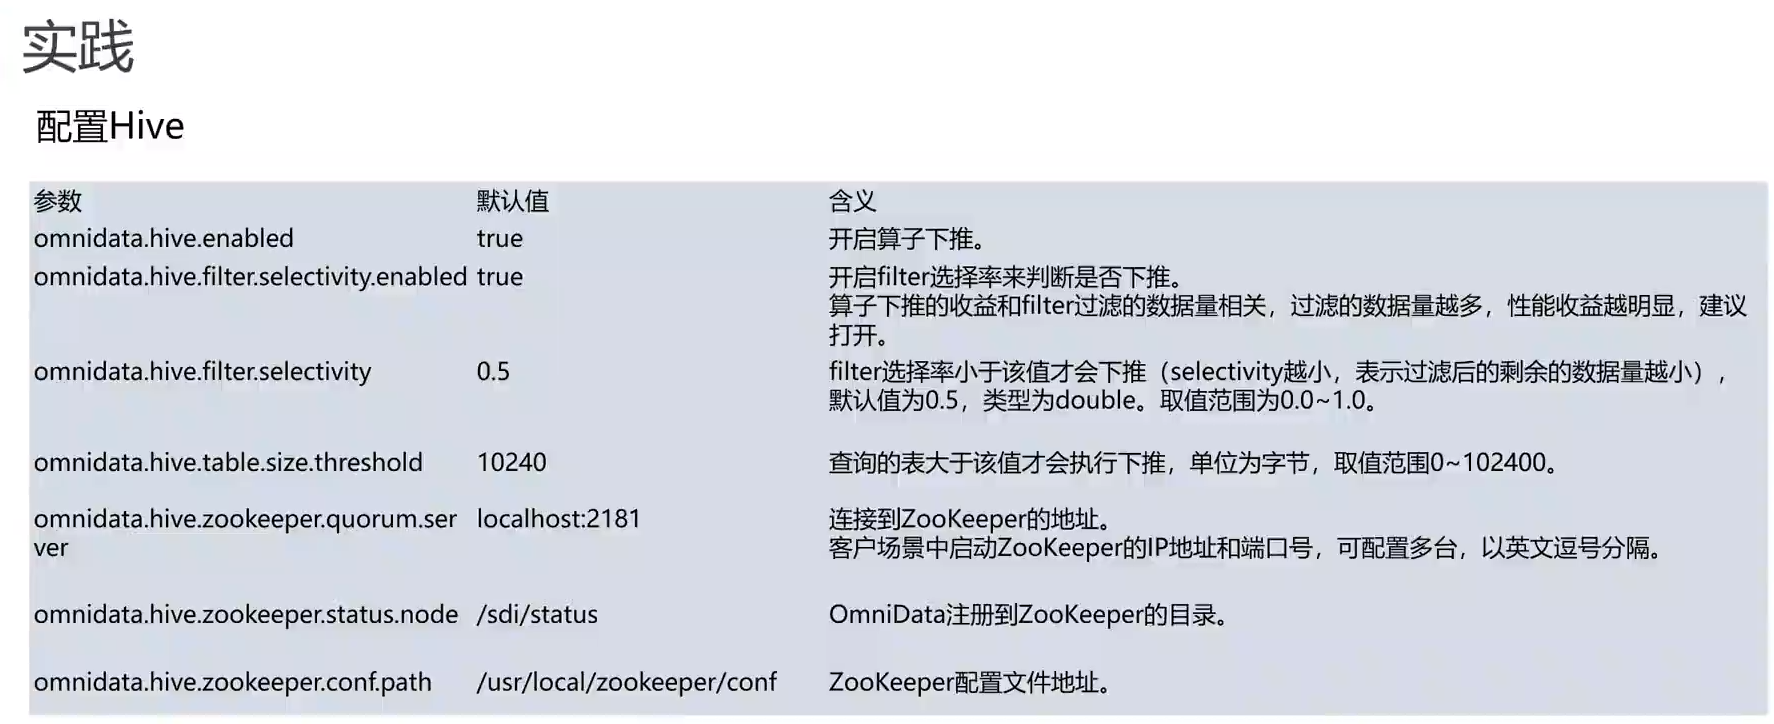 实践
配置Hive
参数 默认值 含义
omnidata.hive.enabled true 开启算子下推。
omnidata.hive.filter.selectivity.enabled true 开启filter选择率来判断是否下推。
算子下推的收益和filter过滤的数据量相关，过滤的数据量越多，性能收益越明显，建议
打开。
omnidata.hive.filter.selectivity 0.5 filter选择率小于该值才会下推（selectivity越小，表示过滤后的剩余的数据量越小），
默认值为0.5，类型为double。取值范围为0.0~1.0。
omnidata.hive.table.size.threshold 10240 查询的表大于该值才会执行下推，单位为字节，取值范围0~102400。
omnidata.hive.zookeeper.quorum.ser localhost:2181 连接到ZooKeeper的地址。
ver 客户场景中启动ZooKeeper的IP地址和端口号，可配置多台，以英文逗号分隔。
omnidata.hive.zookeeper.status.node /sdi/status OmniData注册到ZooKeeper的目录。
omnidata.hive.zookeeper.conf.path /usr/local/zookeeper/conf ZooKeeper配置文件地址。